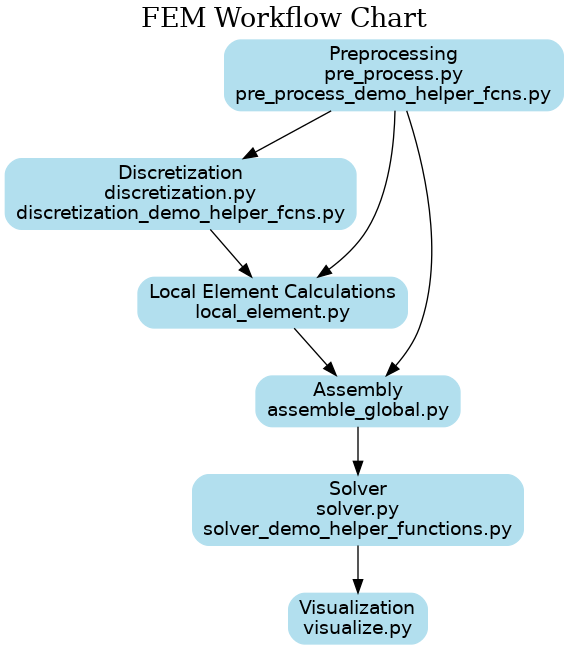 FEM Workflow Chart
Preprocessing
pre_process.py
pre_process_demo_helper_fcns.py
Discretization
discretization.py
discretization_demo_helper_fcns.py
Local Element Calculations
local_element.py
Assembly
assemble_global.py
Solver
solver.py
solver_demo_helper_functions.py
Visualization
visualize.py